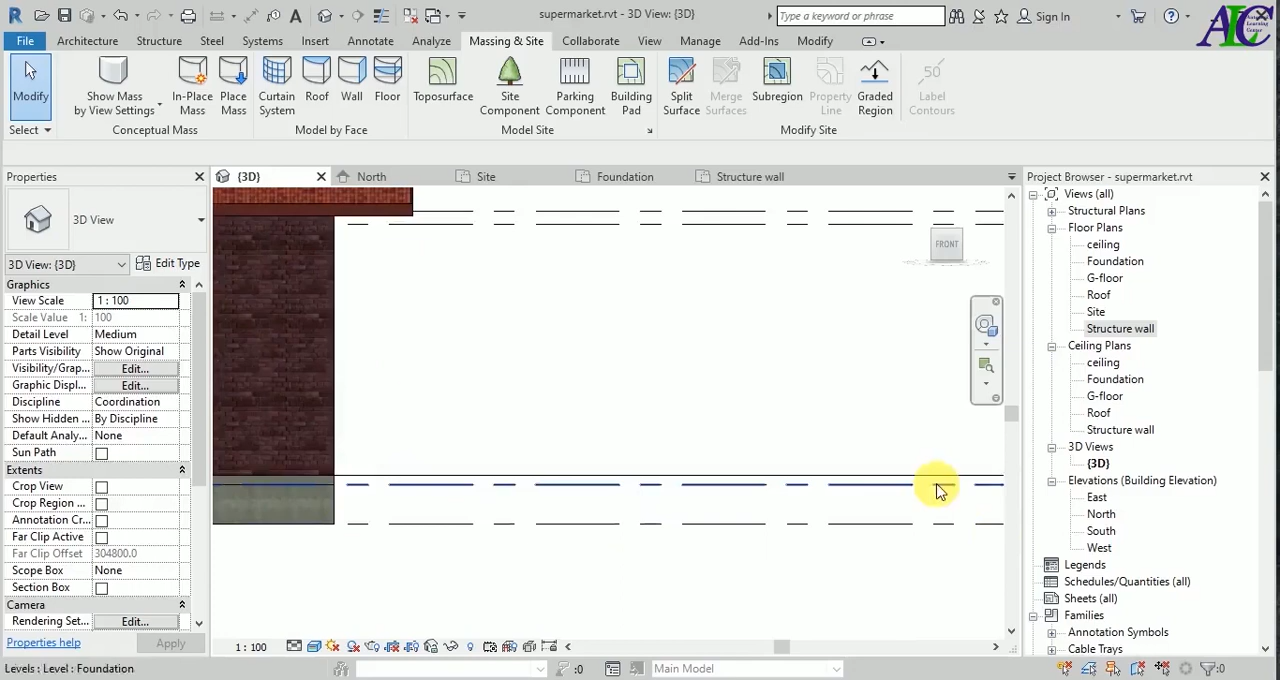 supermarket.rvt - 3D View: {3D}
Type a keyword or phrase
Sign In
ALC
File
Architecture
Structure
Steel
Systems
Insert
Annotate
Analyze
Massing & Site
Collaborate
View
Manage
Add-Ins
Modify
Modify
Show Mass
by View Settings
In-Place
Mass
Place
Mass
Curtain
System
Roof
Wall
Floor
Toposurface
Site
Component
Parking
Component
Building
Pad
Split
Surface
Merge
Surfaces
Subregion
Property
Line
Graded
Region
50
Label
Contours
Select
Conceptual Mass
Model by Face
Model Site
Modify Site
Properties
{3D}
North
Site
Foundation
Structure wall
Project Browser - supermarket.rvt
3D View
3D View: {3D}
Edit Type
Graphics
View Scale 1 : 100
Scale Value 1: 100
Detail Level Medium
Parts Visibility Show Original
Visibility/Grap... Edit...
Graphic Displ... Edit...
Discipline Coordination
Show Hidden ... By Discipline
Default Analy... None
Sun Path
Extents
Crop View
Crop Region ...
Annotation Cr...
Far Clip Active
Far Clip Offset 304800.0
Scope Box None
Section Box
Camera
Rendering Set... Edit...
Properties help
Apply
FRONT
Views (all)
Structural Plans
Floor Plans
ceiling
Foundation
G-floor
Roof
Site
Structure wall
Ceiling Plans
ceiling
Foundation
G-floor
Roof
Structure wall
3D Views
{3D}
Elevations (Building Elevation)
East
North
South
West
Legends
Schedules/Quantities (all)
Sheets (all)
Families
Annotation Symbols
Cable Trays
1 : 100
Levels : Level : Foundation
:0
Main Model
:0